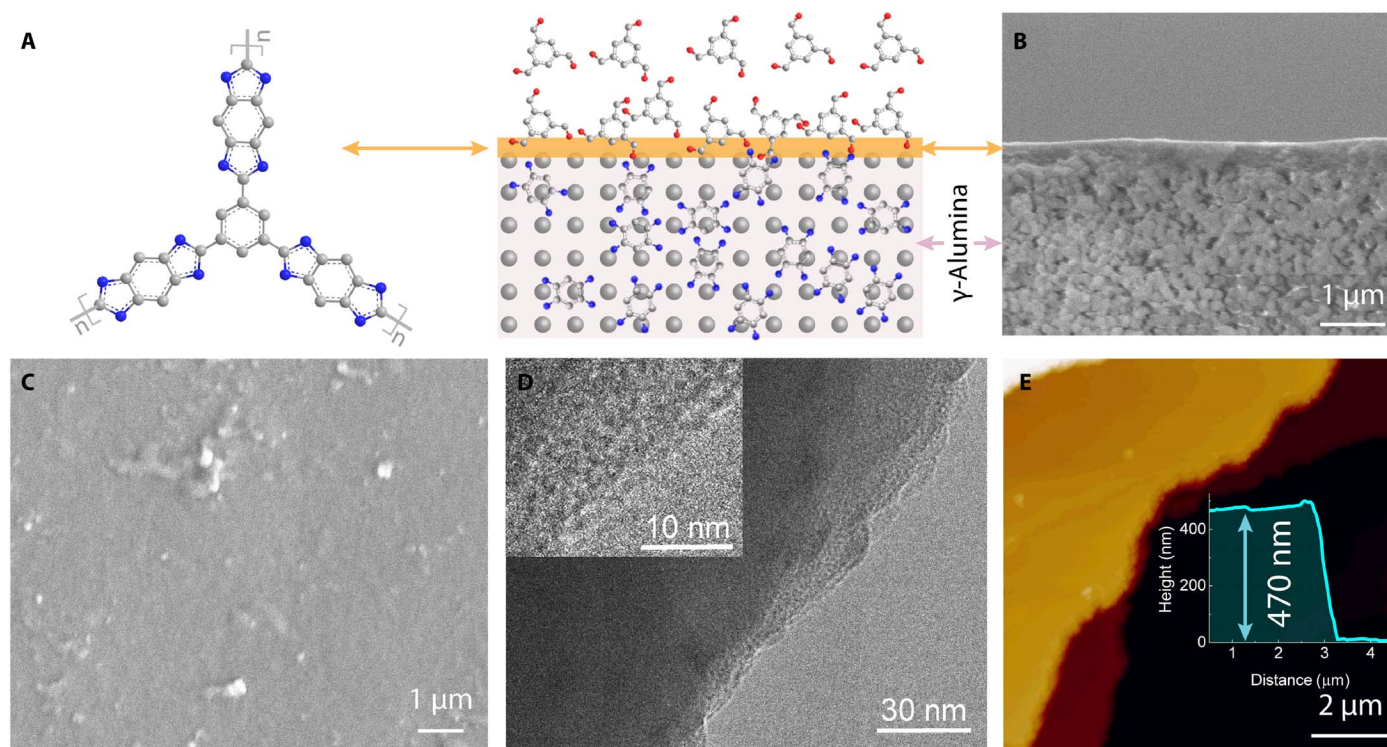 A
n
n
n
γ-Alumina
B
1 μm
C
1 μm
D
10 nm
30 nm
E
400
200
0
Height (nm)
470 nm
1 2 3 4
Distance (μm)
2 μm